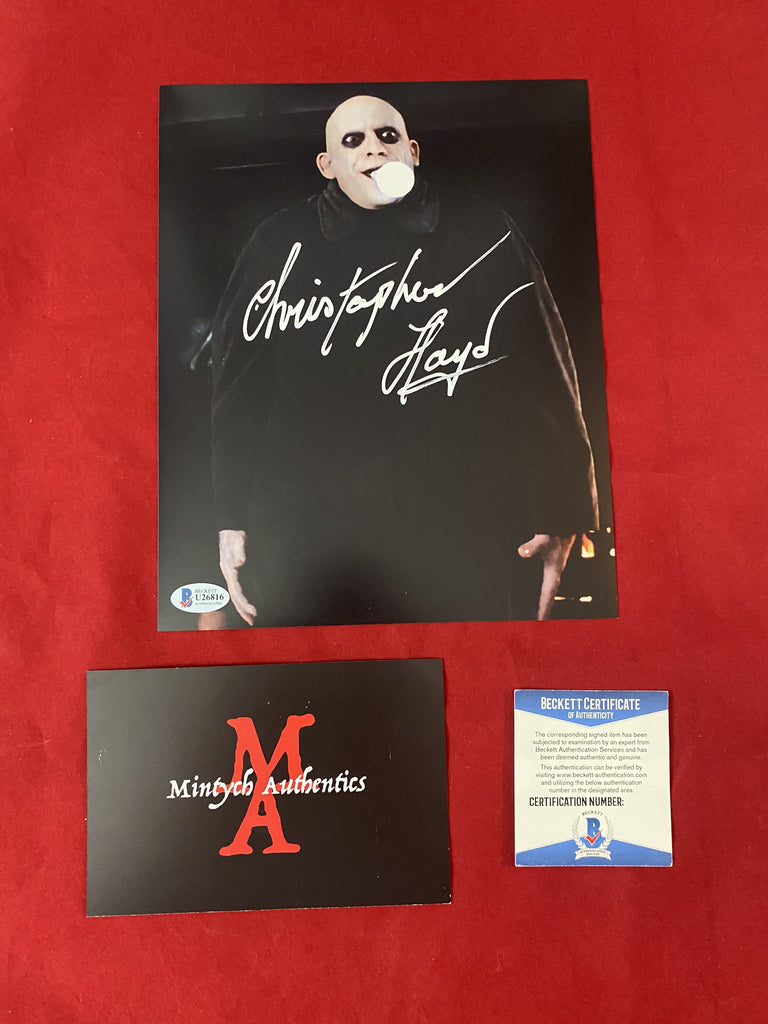 Christopher
Lloyd
BECKETT
U26816
M
Mintych Authentics
A
BECKETT CERTIFICATE
OF AUTHENTICITY
The corresponding signed item has been
subjected to examination by an expert from
Beckett Authentication Services and has
been deemed authentic and genuine.
This authentication can be verified by
visiting www.beckett-authentication.com
and utilizing the below authentication
number in the designated area.
CERTIFICATION NUMBER:
BECKETT
B